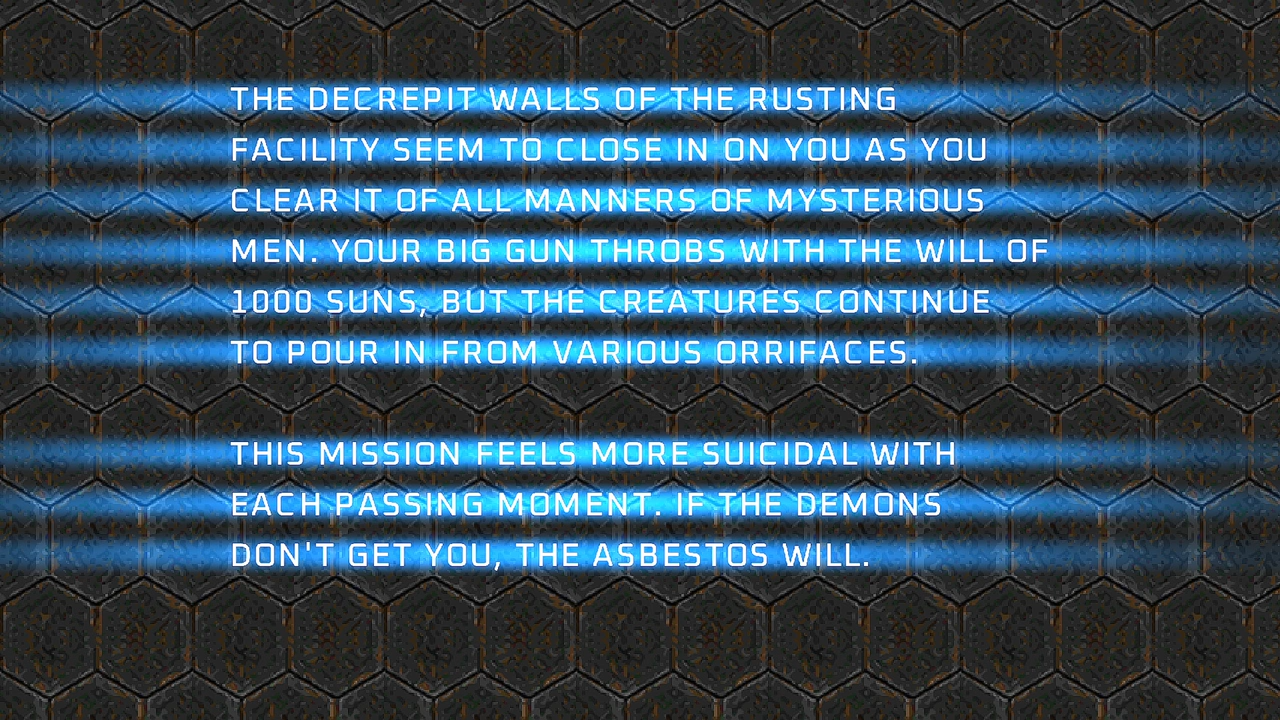 THE DECREPIT WALLS OF THE RUSTING
FACILITY SEEM TO CLOSE IN ON YOU AS YOU
CLEAR IT OF ALL MANNERS OF MYSTERIOUS
MEN. YOUR BIG GUN THROBS WITH THE WILL OF
1000 SUNS, BUT THE CREATURES CONTINUE
TO POUR IN FROM VARIOUS ORRIFACES.
THIS MISSION FEELS MORE SUICIDAL WITH
EACH PASSING MOMENT. IF THE DEMONS
DON'T GET YOU, THE ASBESTOS WILL.